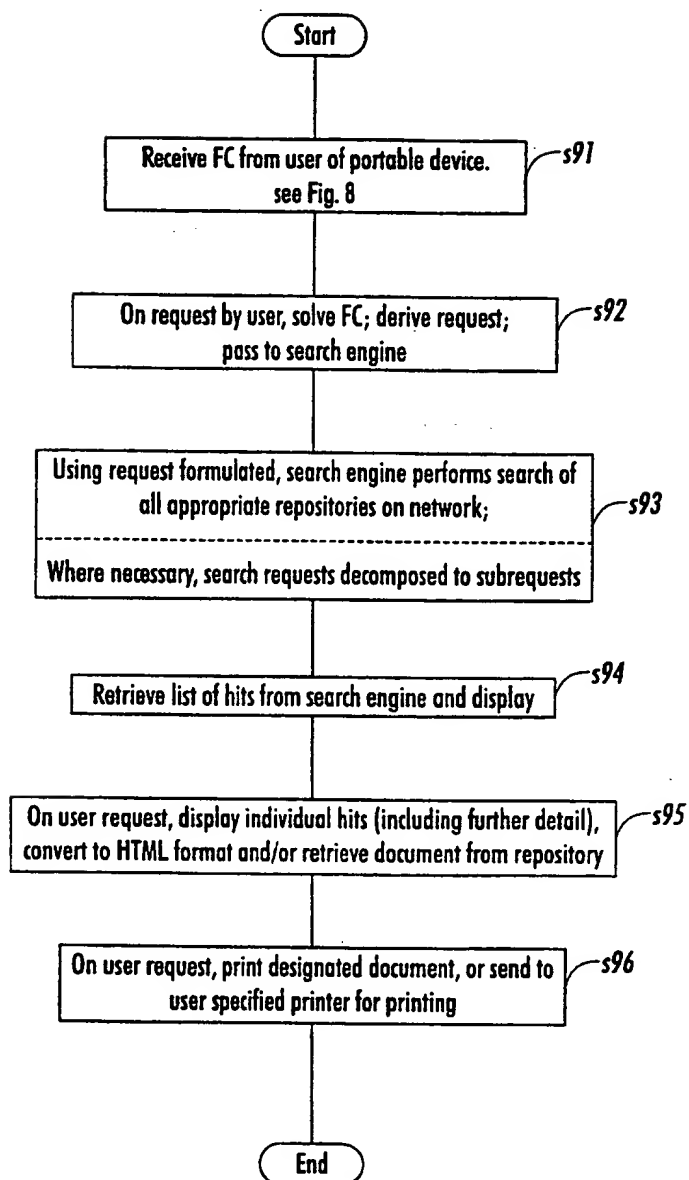 Start
Receive FC from user of portable device.
see Fig. 8
s91
On request by user, solve FC; derive request;
pass to search engine
s92
Using request formulated, search engine performs search of
all appropriate repositories on network;
Where necessary, search requests decomposed to subrequests
s93
Retrieve list of hits from search engine and display
s94
On user request, display individual hits (including further detail),
convert to HTML format and/or retrieve document from repository
s95
On user request, print designated document, or send to
user specified printer for printing
s96
End